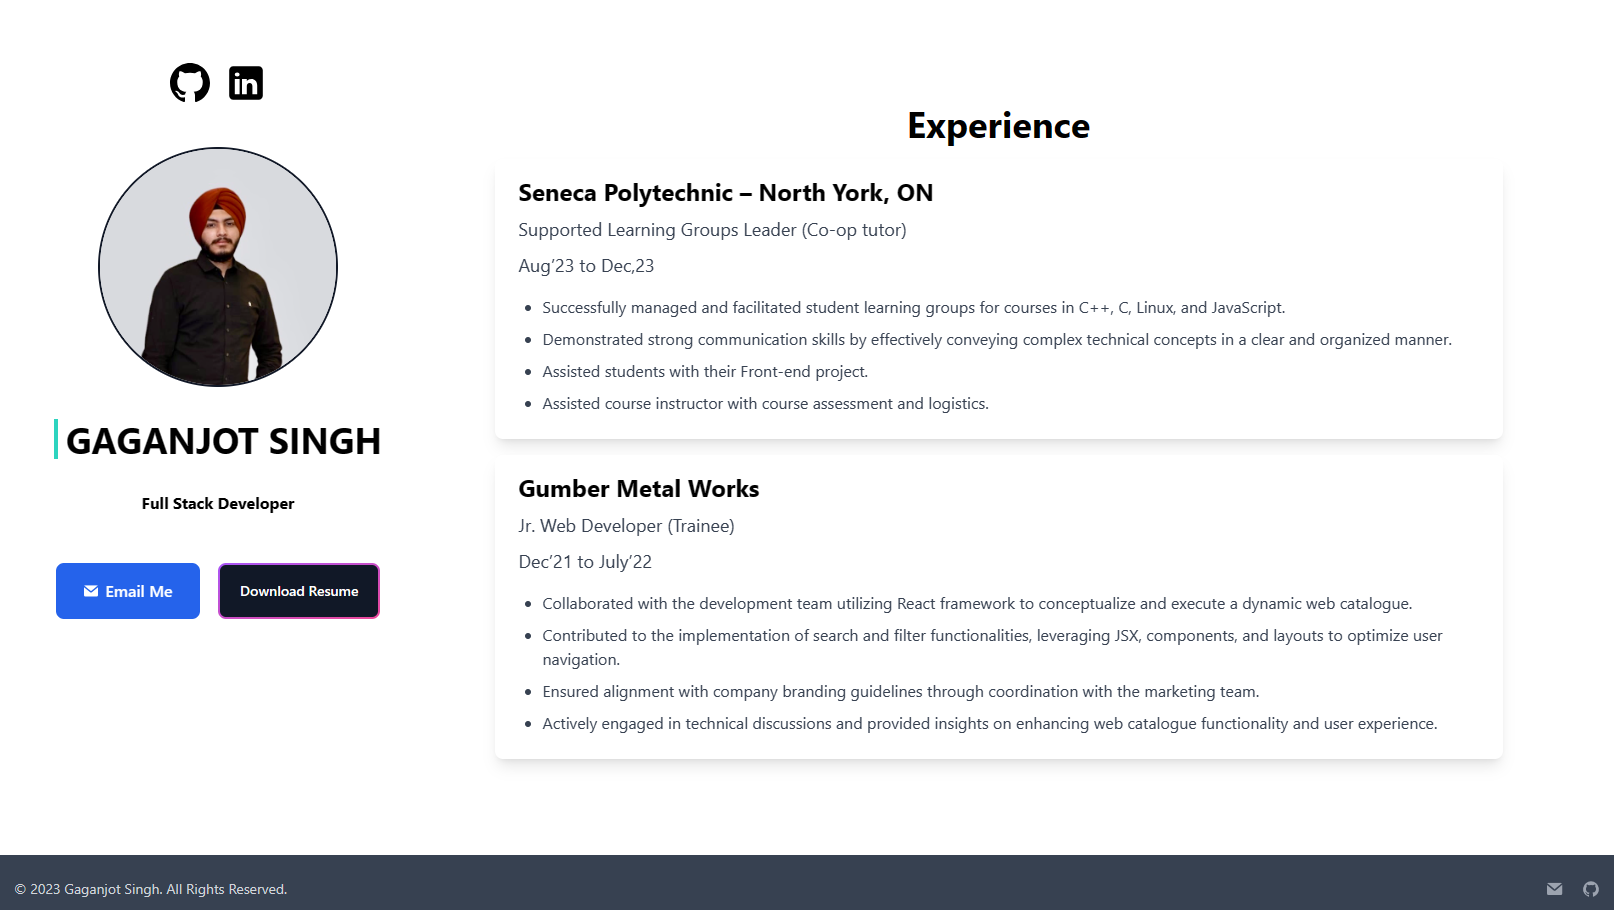 GAGANJOT SINGH
Full Stack Developer
Email Me
Download Resume
Experience
Seneca Polytechnic – North York, ON
Supported Learning Groups Leader (Co-op tutor)
Aug’23 to Dec,23
• Successfully managed and facilitated student learning groups for courses in C++, C, Linux, and JavaScript.
• Demonstrated strong communication skills by effectively conveying complex technical concepts in a clear and organized manner.
• Assisted students with their Front-end project.
• Assisted course instructor with course assessment and logistics.
Gumber Metal Works
Jr. Web Developer (Trainee)
Dec’21 to July’22
• Collaborated with the development team utilizing React framework to conceptualize and execute a dynamic web catalogue.
• Contributed to the implementation of search and filter functionalities, leveraging JSX, components, and layouts to optimize user
navigation.
• Ensured alignment with company branding guidelines through coordination with the marketing team.
• Actively engaged in technical discussions and provided insights on enhancing web catalogue functionality and user experience.
© 2023 Gaganjot Singh. All Rights Reserved.